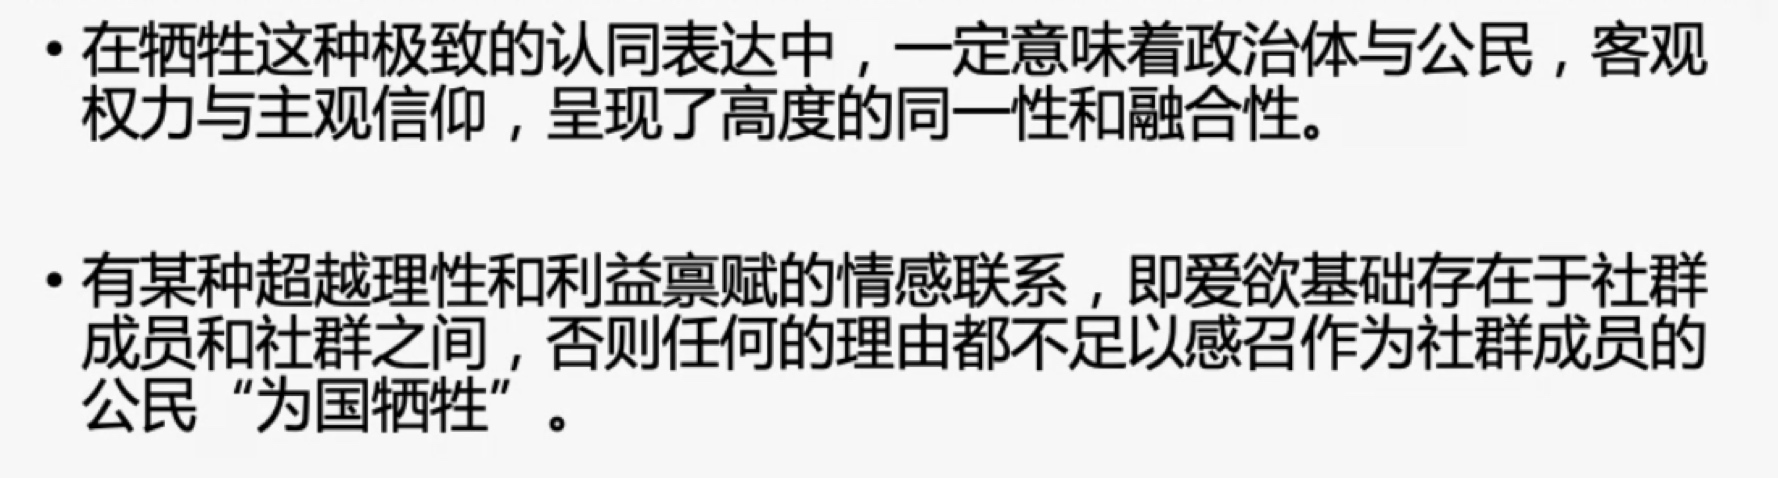 • 在牺牲这种极致的认同表达中，一定意味着政治体与公民，客观
权力与主观信仰，呈现了高度的同一性和融合性。
• 有某种超越理性和利益禀赋的情感联系，即爱欲基础存在于社群
成员和社群之间，否则任何的理由都不足以感召作为社群成员的
公民“为国牺牲”。